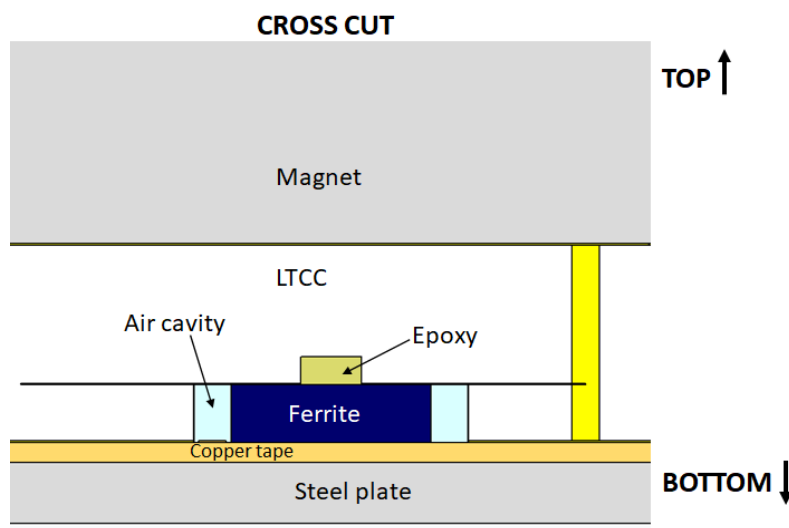 CROSS CUT
TOP
Magnet
LTCC
Air cavity
Epoxy
Ferrite
Copper tape
Steel plate
BOTTOM